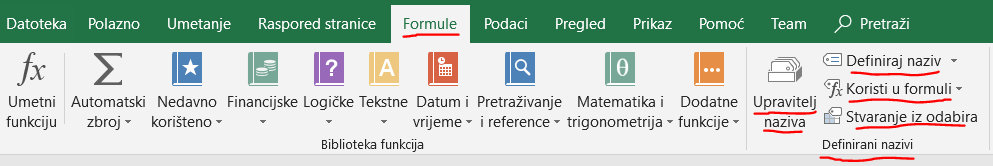 Datoteka Polazno Umetanje Raspored stranice Formule Podaci Pregled Prikaz Pomoć Team Pretraži
fx Σ ? A θ
Umetni funkciju
Automatski zbroj
Nedavno korišteno
Financijske
Logičke
Tekstne
Datum i vrijeme
Pretraživanje i reference
Matematika i trigonometrija
Dodatne funkcije
Biblioteka funkcija
Upravitelj naziva
Definiraj naziv
fx Koristi u formuli
Stvaranje iz odabira
Definirani nazivi